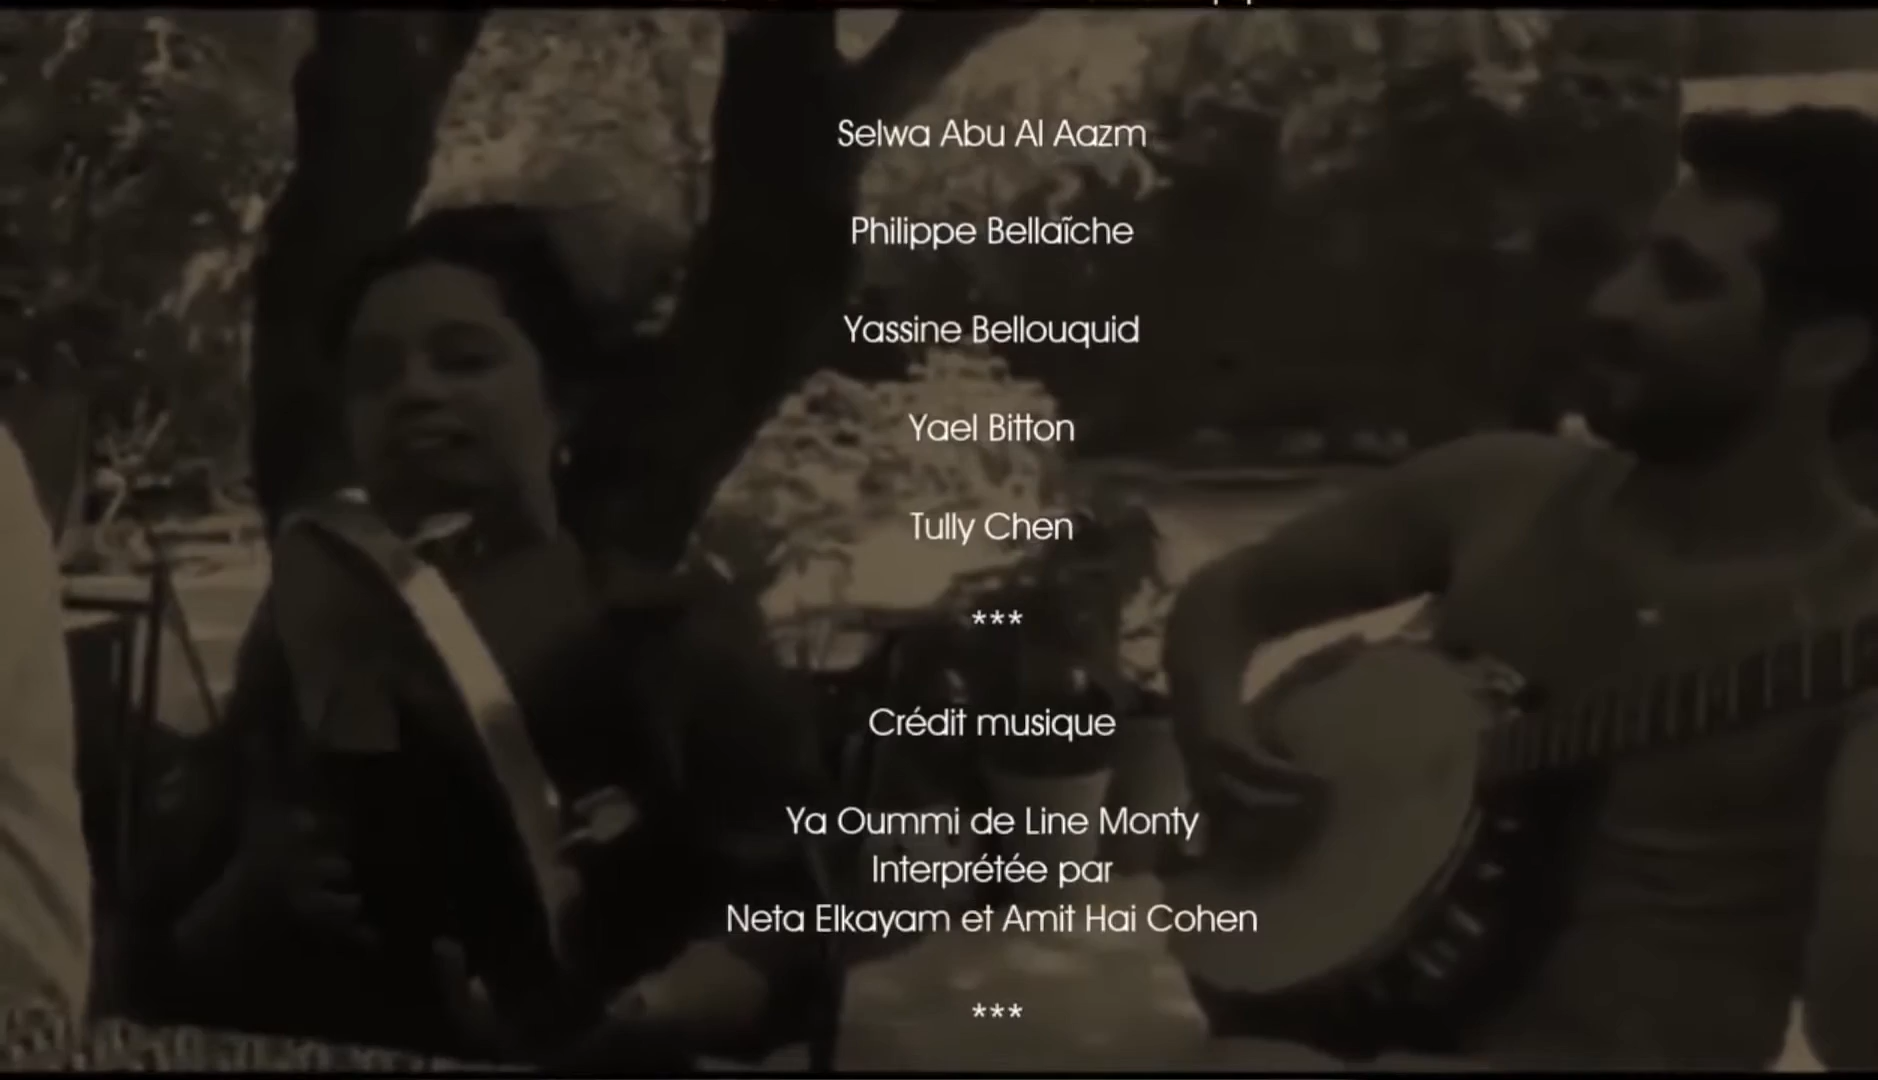 Selwa Abu Al Aazm
Philippe Bellaïche
Yassine Bellouquid
Yael Bitton
Tully Chen
***
Crédit musique
Ya Oummi de Line Monty
Interprétée par
Neta Elkayam et Amit Hai Cohen
***